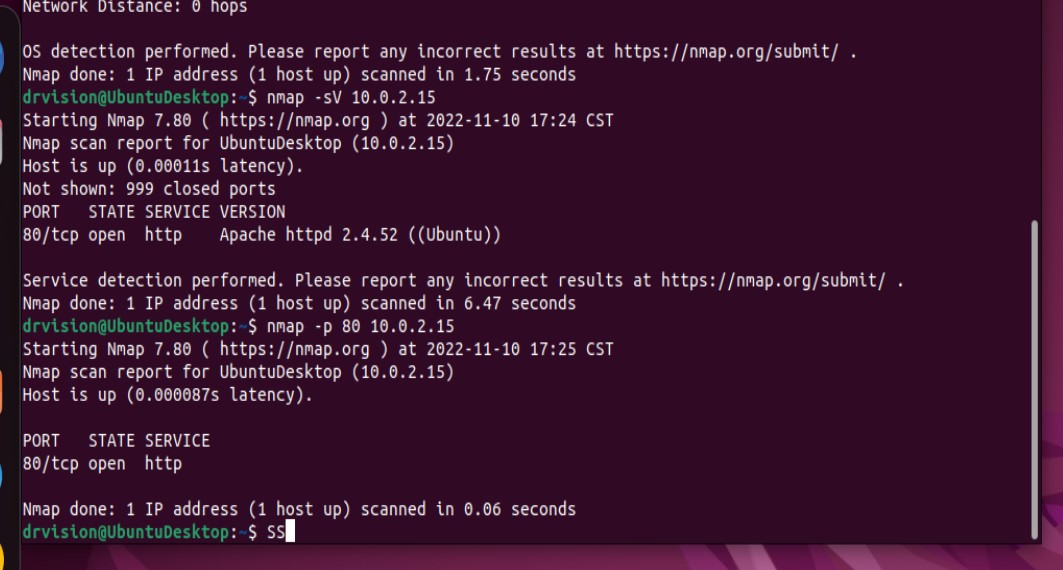 Network Distance: 0 hops
OS detection performed. Please report any incorrect results at https://nmap.org/submit/ .
Nmap done: 1 IP address (1 host up) scanned in 1.75 seconds
drvision@UbuntuDesktop:~$ nmap -sV 10.0.2.15
Starting Nmap 7.80 ( https://nmap.org ) at 2022-11-10 17:24 CST
Nmap scan report for UbuntuDesktop (10.0.2.15)
Host is up (0.00011s latency).
Not shown: 999 closed ports
PORT   STATE SERVICE VERSION
80/tcp open  http    Apache httpd 2.4.52 ((Ubuntu))
Service detection performed. Please report any incorrect results at https://nmap.org/submit/ .
Nmap done: 1 IP address (1 host up) scanned in 6.47 seconds
drvision@UbuntuDesktop:~$ nmap -p 80 10.0.2.15
Starting Nmap 7.80 ( https://nmap.org ) at 2022-11-10 17:25 CST
Nmap scan report for UbuntuDesktop (10.0.2.15)
Host is up (0.000087s latency).
PORT   STATE SERVICE
80/tcp open  http
Nmap done: 1 IP address (1 host up) scanned in 0.06 seconds
drvision@UbuntuDesktop:~$ SS